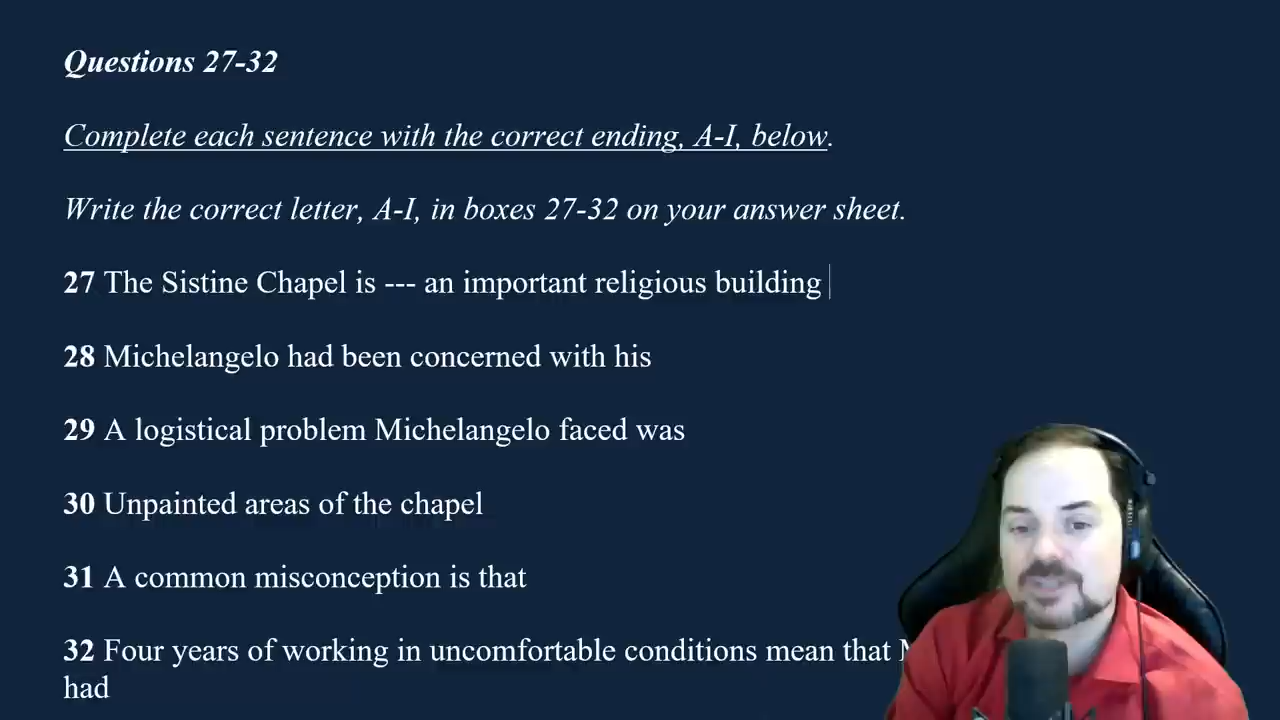 Questions 27-32
Complete each sentence with the correct ending, A-I, below.
Write the correct letter, A-I, in boxes 27-32 on your answer sheet.
27 The Sistine Chapel is --- an important religious building
28 Michelangelo had been concerned with his
29 A logistical problem Michelangelo faced was
30 Unpainted areas of the chapel
31 A common misconception is that
32 Four years of working in uncomfortable conditions mean that
had